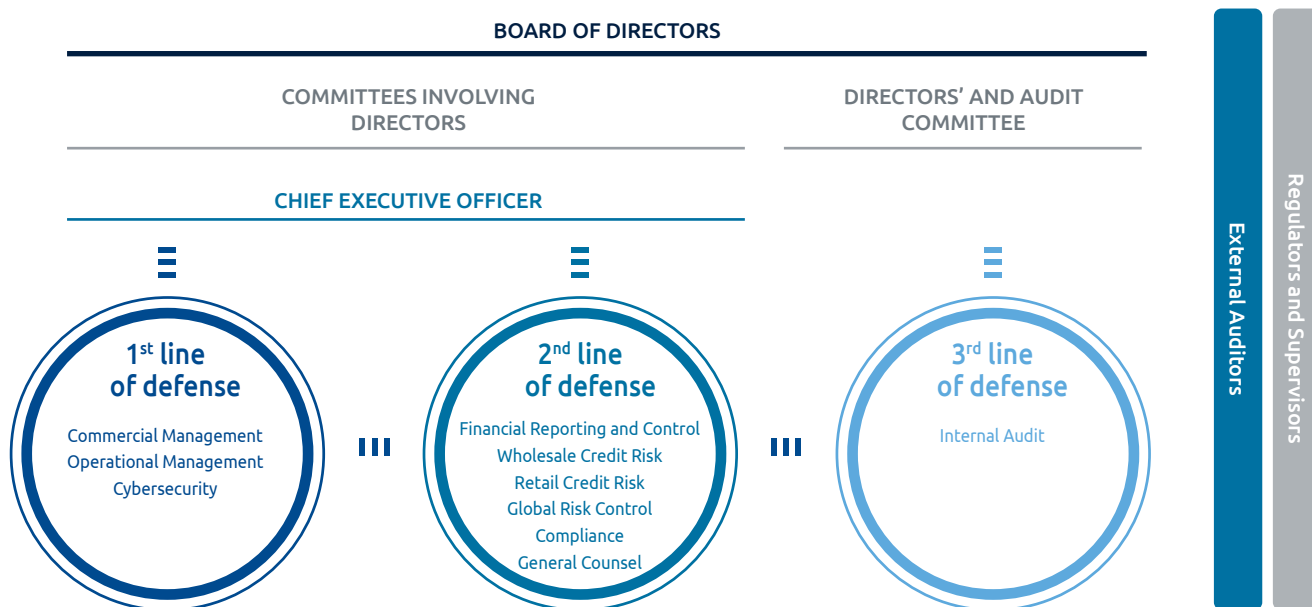 BOARD OF DIRECTORS
COMMITTEES INVOLVING
DIRECTORS
DIRECTORS’ AND AUDIT
COMMITTEE
CHIEF EXECUTIVE OFFICER
1st line
of defense
Commercial Management
Operational Management
Cybersecurity
2nd line
of defense
Financial Reporting and Control
Wholesale Credit Risk
Retail Credit Risk
Global Risk Control
Compliance
General Counsel
3rd line
of defense
Internal Audit
External Auditors
Regulators and Supervisors